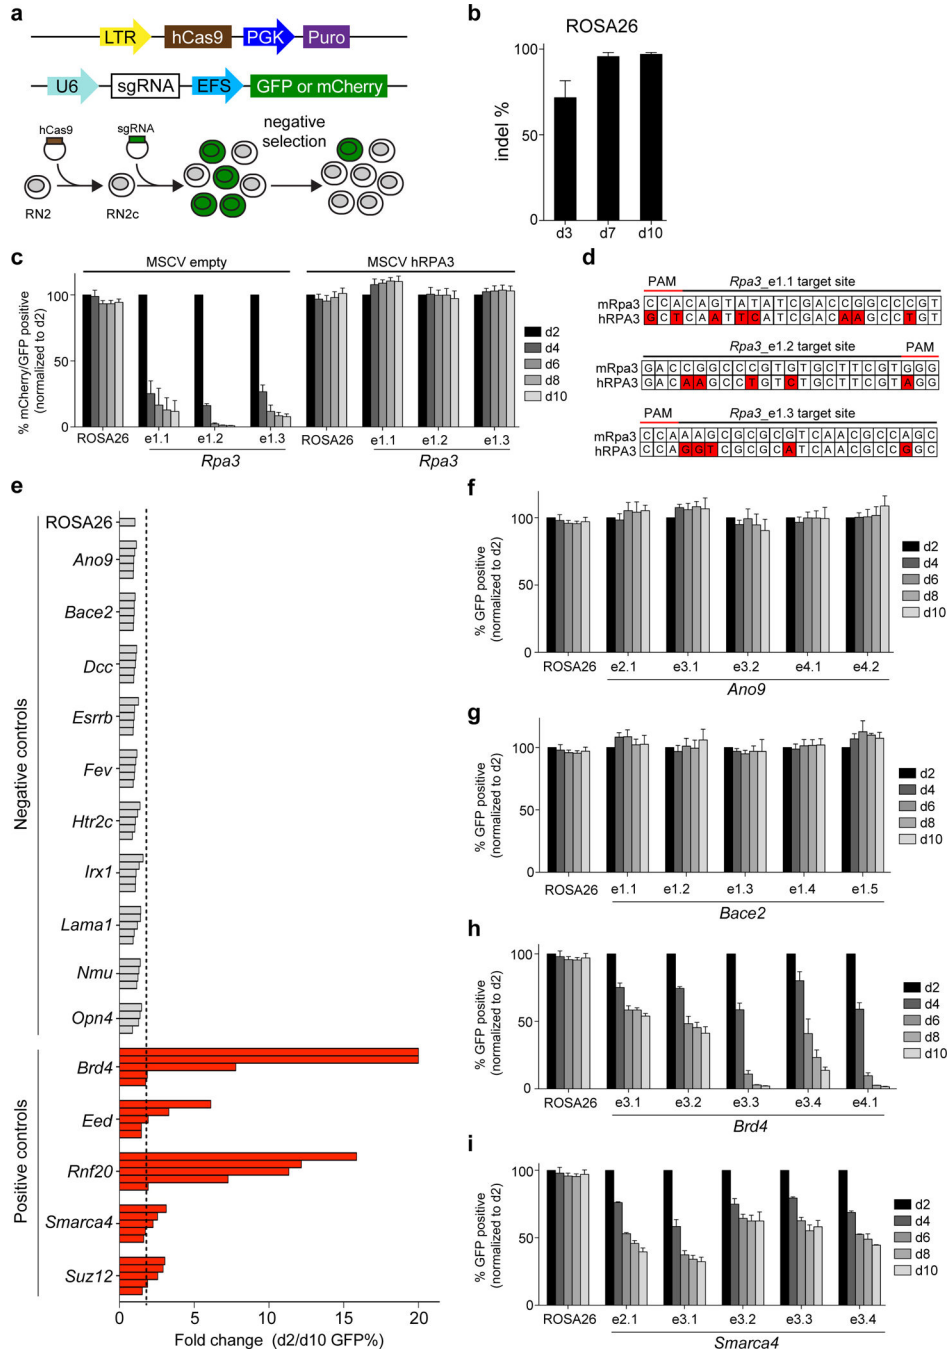 a
LTR hCas9 PGK Puro
U6 sgRNA EFS GFP or mCherry
negative
selection
hCas9 sgRNA
RN2 RN2c
b
ROSA26
indel %
100
50
0
d3 d7 d10
c
MSCV empty MSCV hRPA3
% mCherry/GFP positive
(normalized to d2)
100
50
0
ROSA26 e1.1 e1.2 e1.3 ROSA26 e1.1 e1.2 e1.3
Rpa3 Rpa3
d2
d4
d6
d8
d10
d
PAM Rpa3_e1.1 target site
mRpa3 CCACAGTATATCGACCGGCCCGT
hRPA3 GCTCAATTCATCGACAAGCCTGT
Rpa3_e1.2 target site PAM
mRpa3 GACCGGCCCGTGTGCTTCGTGGG
hRPA3 GACAAGCCTGTCTGCTTCGTAGG
PAM Rpa3_e1.3 target site
mRpa3 CCAAAGCGCGCGTCAACGCCAGC
hRPA3 CCAGGTCGCGCATCAACGCCGGC
e
Negative controls
ROSA26
Ano9
Bace2
Dcc
Esrrb
Fev
Htr2c
Irx1
Lama1
Nmu
Opn4
Positive controls
Brd4
Eed
Rnf20
Smarca4
Suz12
0 5 10 15 20
Fold change (d2/d10 GFP%)
f
% GFP positive
(normalized to d2)
100
50
0
ROSA26 e2.1 e3.1 e3.2 e4.1 e4.2
Ano9
d2
d4
d6
d8
d10
g
% GFP positive
(normalized to d2)
100
50
0
ROSA26 e1.1 e1.2 e1.3 e1.4 e1.5
Bace2
d2
d4
d6
d8
d10
h
% GFP positive
(normalized to d2)
100
50
0
ROSA26 e3.1 e3.2 e3.3 e3.4 e4.1
Brd4
d2
d4
d6
d8
d10
i
% GFP positive
(normalized to d2)
100
50
0
ROSA26 e2.1 e3.1 e3.2 e3.3 e3.4
Smarca4
d2
d4
d6
d8
d10